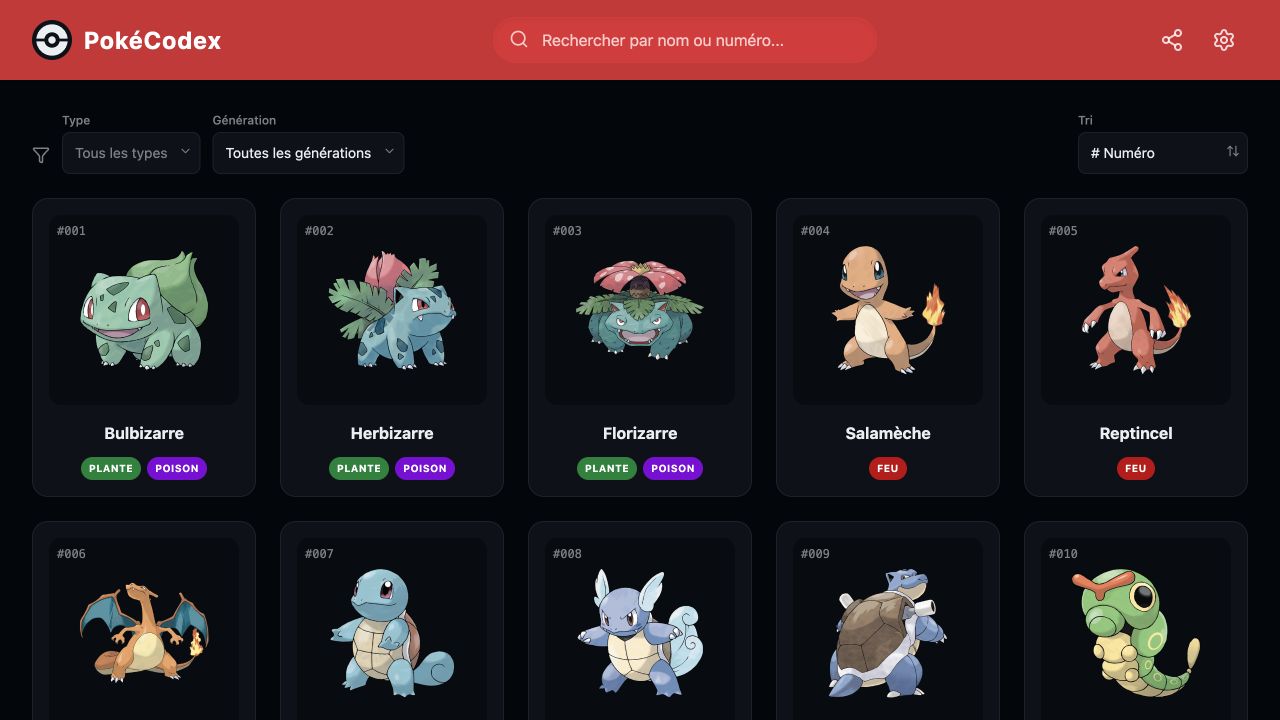 PokéCodex
Rechercher par nom ou numéro...
Type
Génération
Tri
Tous les types
Toutes les générations
# Numéro
#001
#002
#003
#004
#005
Bulbizarre
Herbizarre
Florizarre
Salamèche
Reptincel
PLANTE POISON
PLANTE POISON
PLANTE POISON
FEU
FEU
#006
#007
#008
#009
#010